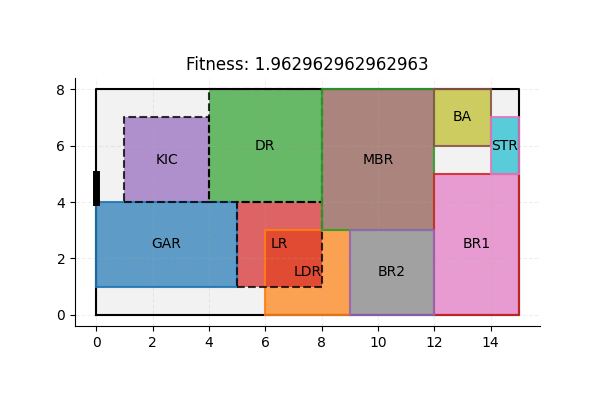 Fitness: 1.962962962962963
8
6
4
2
0
KIC
DR
MBR
BA
STR
GAR
LR
LDR
BR2
BR1
0 2 4 6 8 10 12 14